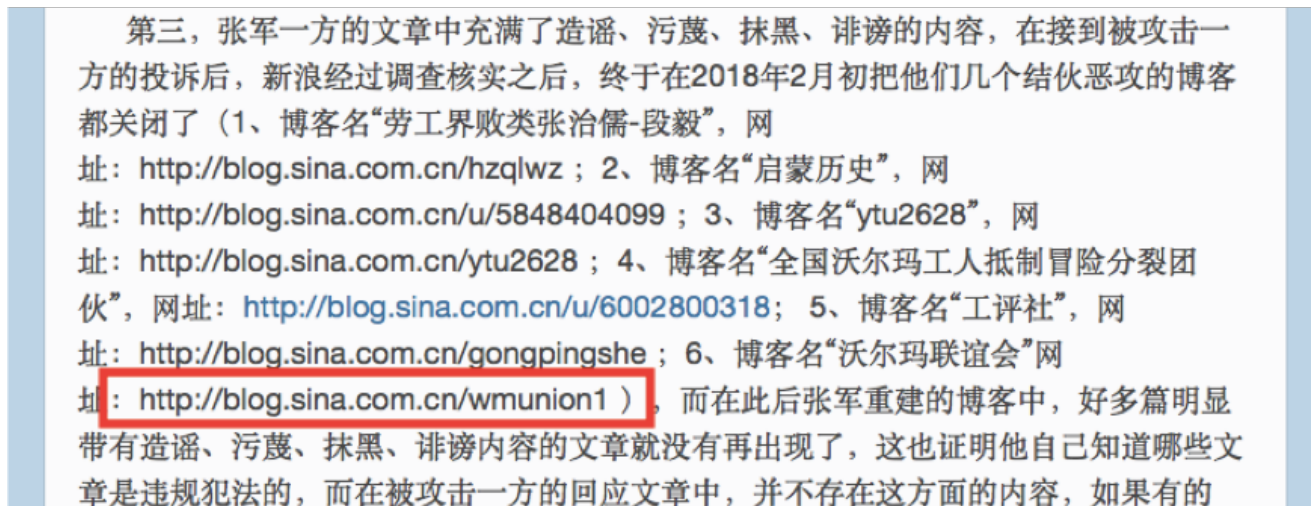 第三，张军一方的文章中充满了造谣、污蔑、抹黑、诽谤的内容，在接到被攻击一
方的投诉后，新浪经过调查核实之后，终于在2018年2月初把他们几个结伙恶攻的博客
都关闭了（1、博客名“劳工界败类张治儒-段毅”，网
址：http://blog.sina.com.cn/hzqlwz ；2、博客名“启蒙历史”，网
址：http://blog.sina.com.cn/u/5848404099 ；3、博客名“ytu2628”，网
址：http://blog.sina.com.cn/ytu2628 ；4、博客名“全国沃尔玛工人抵制冒险分裂团
伙”，网址：http://blog.sina.com.cn/u/6002800318； 5、博客名“工评社”，网
址：http://blog.sina.com.cn/gongpingshe ；6、博客名“沃尔玛联谊会”网
址：http://blog.sina.com.cn/wmunion1 ），而在此后张军重建的博客中，好多篇明显
带有造谣、污蔑、抹黑、诽谤内容的文章就没有再出现了，这也证明他自己知道哪些文
章是违规犯法的，而在被攻击一方的回应文章中，并不存在这方面的内容，如果有的